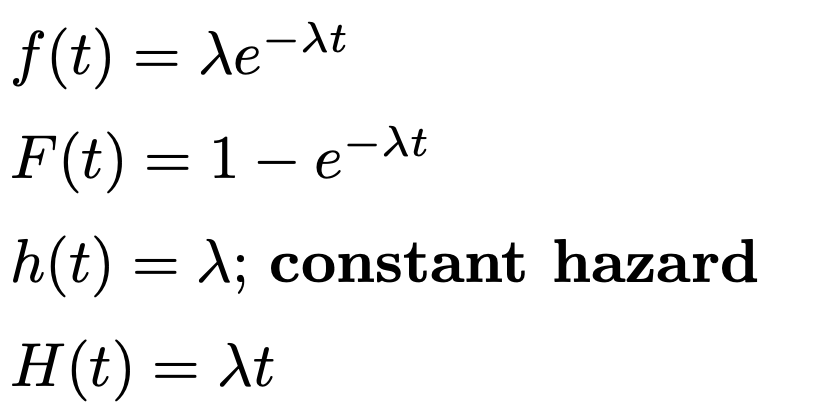 f(t) = λe^{−λt}
F(t) = 1 − e^{−λt}
h(t) = λ; constant hazard
H(t) = λt